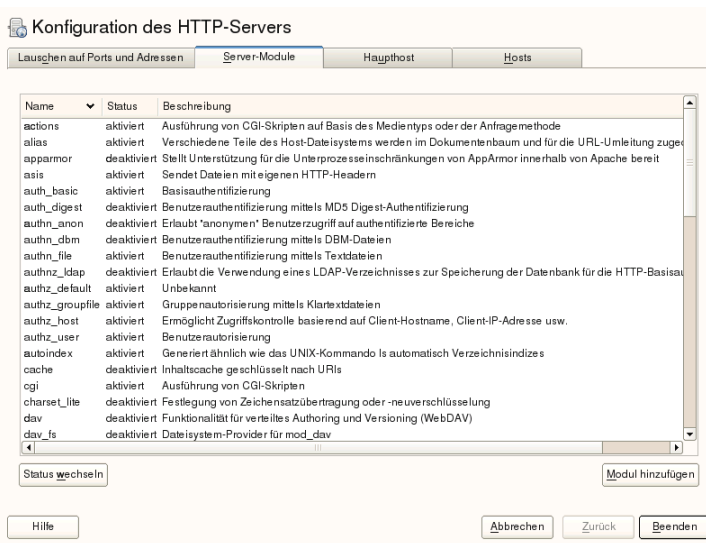 Konfiguration des HTTP-Servers
Lauschen auf Ports und Adressen Server-Module Haupthost Hosts
Name Status Beschreibung
actions aktiviert Ausführung von CGI-Skripten auf Basis des Medientyps oder der Anfragemethode
alias aktiviert Verschiedene Teile des Host-Dateisystems werden im Dokumentenbaum und für die URL-Umleitung zugeo
apparmor deaktiviert Stellt Unterstützung für die Unterprozesseinschränkungen von AppArmor innerhalb von Apache bereit
asis aktiviert Sendet Dateien mit eigenen HTTP-Headern
auth_basic aktiviert Basisauthentifizierung
auth_digest deaktiviert Benutzerauthentifizierung mittels MD5 Digest-Authentifizierung
authn_anon deaktiviert Erlaubt "anonymen" Benutzerzugriff auf authentifizierte Bereiche
authn_dbm deaktiviert Benutzerauthentifizierung mittels DBM-Dateien
authn_file aktiviert Benutzerauthentifizierung mittels Textdateien
authnz_ldap deaktiviert Erlaubt die Verwendung eines LDAP-Verzeichnisses zur Speicherung der Datenbank für die HTTP-Basisau
authz_default aktiviert Unbekannt
authz_groupfile aktiviert Gruppenautorisierung mittels Klartextdateien
authz_host aktiviert Ermöglicht Zugriffskontrolle basierend auf Client-Hostname, Client-IP-Adresse usw.
authz_user aktiviert Benutzerautorisierung
autoindex aktiviert Generiert ähnlich wie das UNIX-Kommando ls automatisch Verzeichnisindizes
cache deaktiviert Inhaltscache geschlüsselt nach URIs
cgi aktiviert Ausführung von CGI-Skripten
charset_lite deaktiviert Festlegung von Zeichensatzübertragung oder -neuverschlüsselung
dav deaktiviert Funktionalität für verteiltes Authoring und Versioning (WebDAV)
dav_fs deaktiviert Dateisystem-Provider für mod_dav
Status wechseln Modul hinzufügen
Hilfe Abbrechen Zurück Beenden